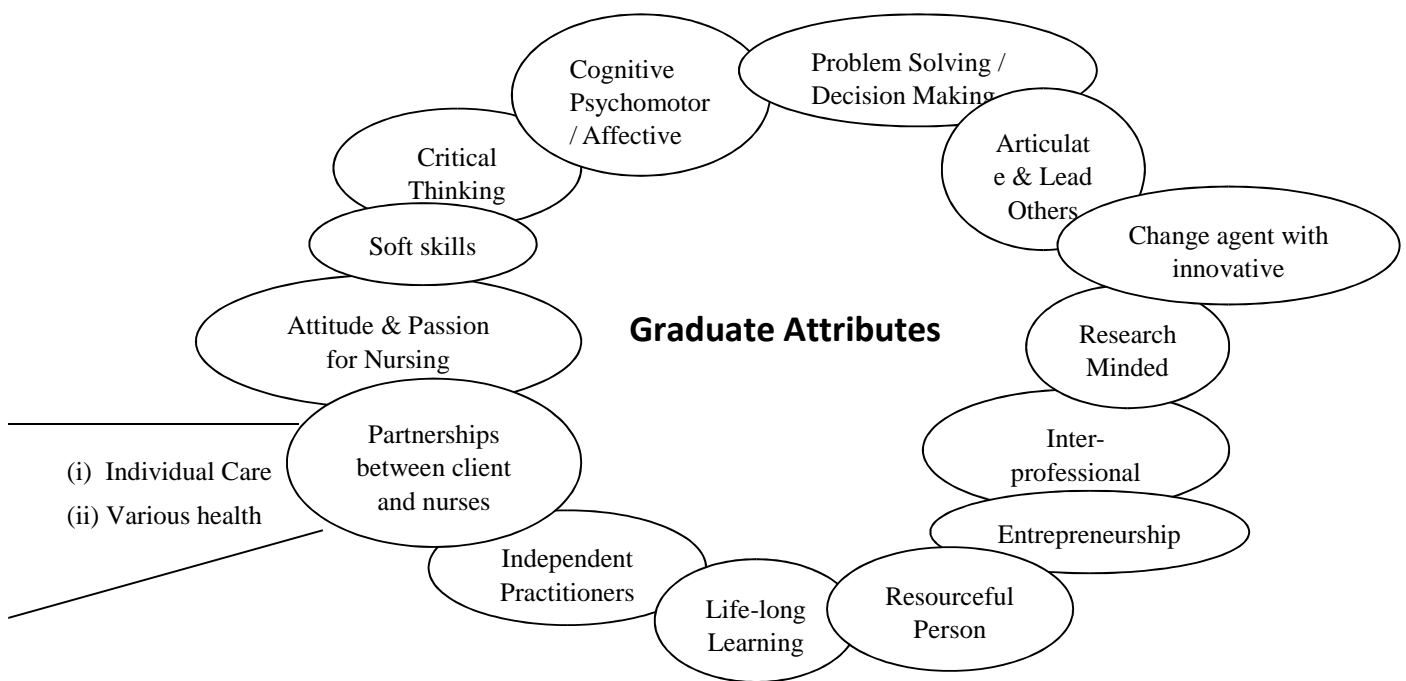 Cognitive
Psychomotor
/ Affective
Problem Solving /
Decision Making
Critical
Thinking
Articulat
e & Lead
Others
Soft skills
Change agent with
innovative
Attitude & Passion
for Nursing
Graduate Attributes
Research
Minded
Partnerships
between client
and nurses
(i) Individual Care
(ii) Various health
Inter-
professional
Entrepreneurship
Independent
Practitioners
Life-long
Learning
Resourceful
Person